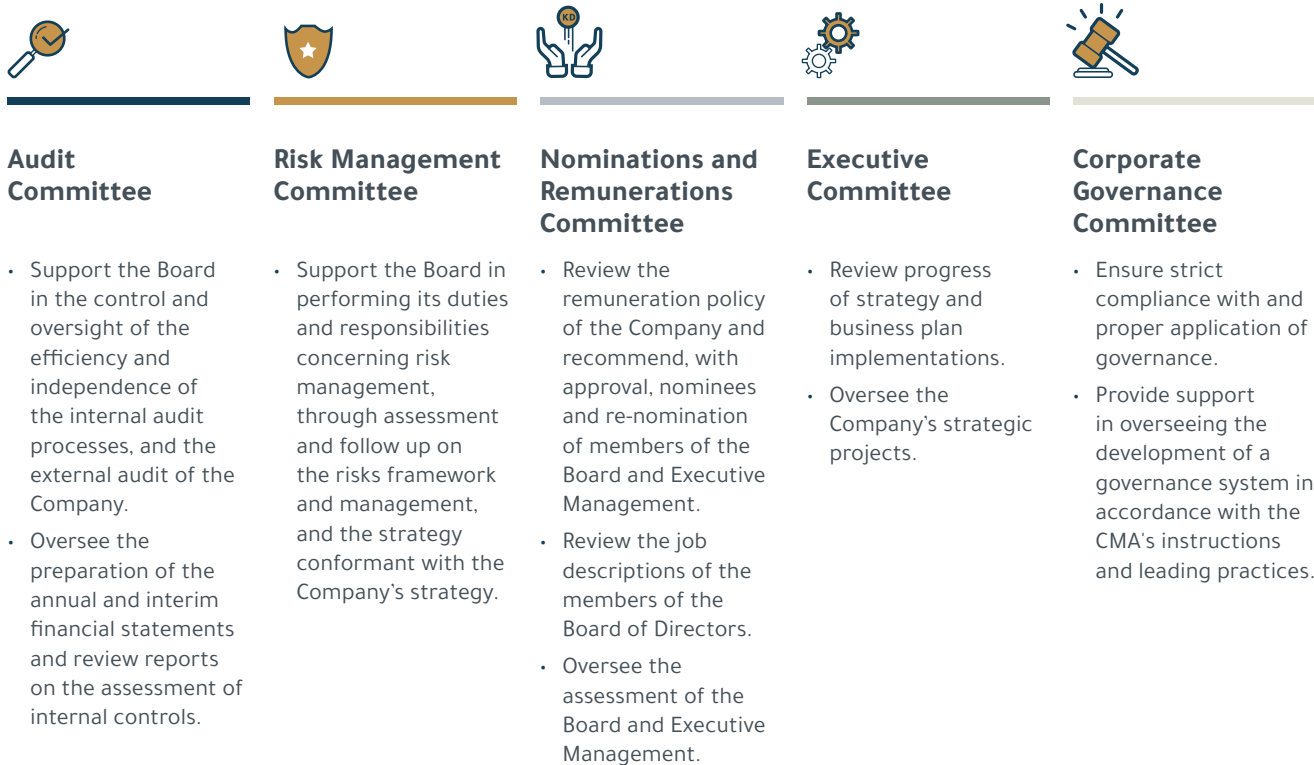 KD
Audit
Committee
• Support the Board
in the control and
oversight of the
efficiency and
independence of
the internal audit
processes, and the
external audit of the
Company.
• Oversee the
preparation of the
annual and interim
financial statements
and review reports
on the assessment of
internal controls.
Risk Management
Committee
• Support the Board in
performing its duties
and responsibilities
concerning risk
management,
through assessment
and follow up on
the risks framework
and management,
and the strategy
conformant with the
Company’s strategy.
Nominations and
Remunerations
Committee
• Review the
remuneration policy
of the Company and
recommend, with
approval, nominees
and re-nomination
of members of the
Board and Executive
Management.
• Review the job
descriptions of the
members of the
Board of Directors.
• Oversee the
assessment of the
Board and Executive
Management.
Executive
Committee
• Review progress
of strategy and
business plan
implementations.
• Oversee the
Company’s strategic
projects.
Corporate
Governance
Committee
• Ensure strict
compliance with and
proper application of
governance.
• Provide support
in overseeing the
development of a
governance system in
accordance with the
CMA's instructions
and leading practices.